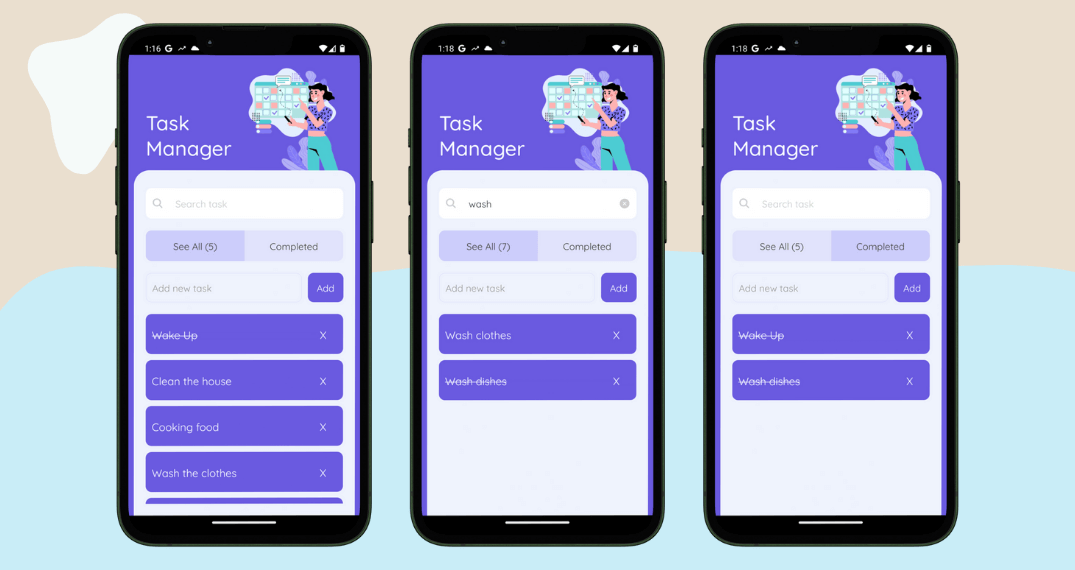 1:16 G
Task
Manager
Search task
See All (5)
Completed
Add new task
Add
Wake Up
X
Clean the house
X
Cooking food
X
Wash the clothes
X
1:18 G
Task
Manager
wash
See All (7)
Completed
Add new task
Add
Wash clothes
X
Wash dishes
X
1:18 G
Task
Manager
Search task
See All (5)
Completed
Add new task
Add
Wake Up
X
Wash dishes
X